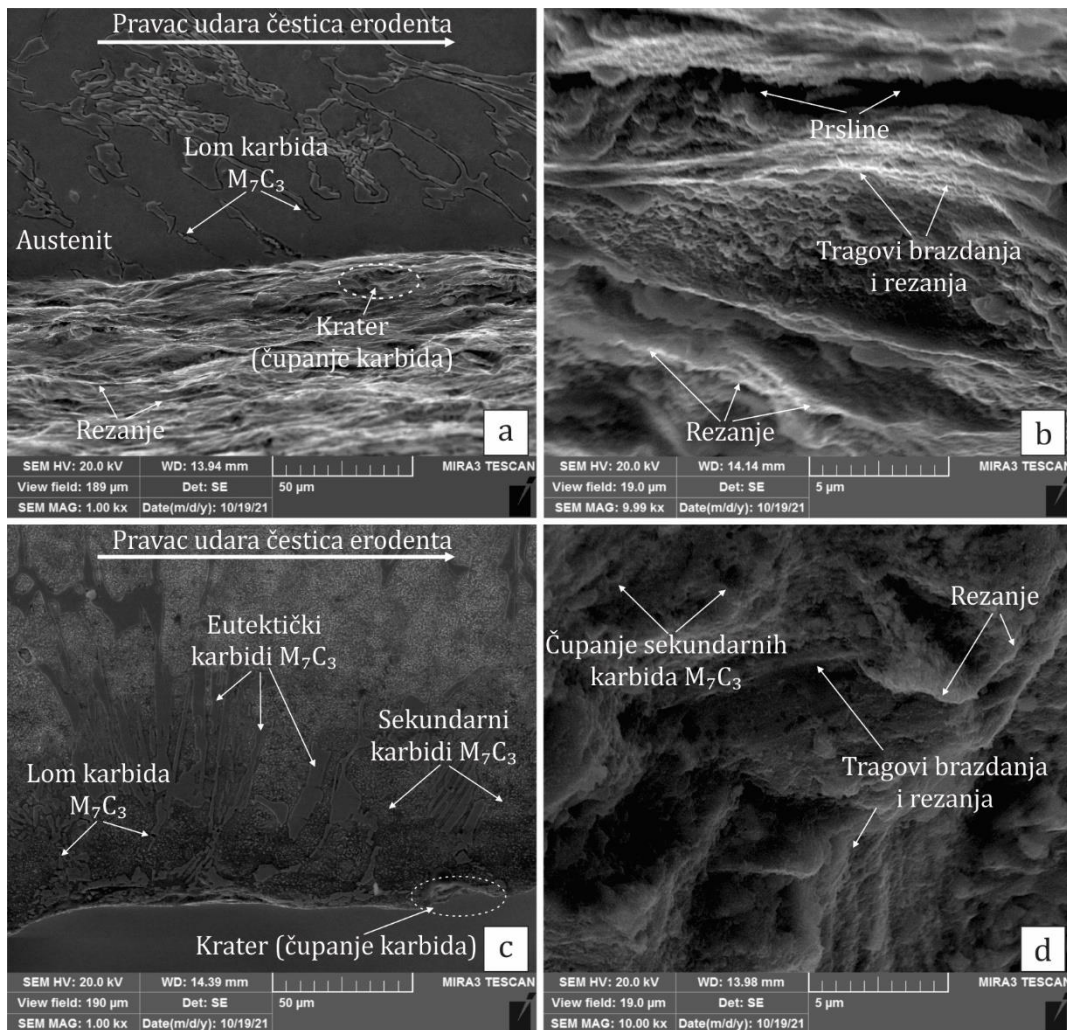 Pravac udara čestica erodenta
Lom karbida
M₇C₃
Austenit
Krater
(čupanje karbida)
Rezanje
a
SEM HV: 20.0 kV WD: 13.94 mm MIRA3 TESCAN
View field: 189 µm Det: SE 50 µm
SEM MAG: 1.00 kx Date(m/d/y): 10/19/21
Prsline
Tragovi brazdanja
i rezanja
Rezanje
b
SEM HV: 20.0 kV WD: 14.14 mm MIRA3 TESCAN
View field: 19.0 µm Det: SE 5 µm
SEM MAG: 9.99 kx Date(m/d/y): 10/19/21
Pravac udara čestica erodenta
Eutektički
karbidi M₇C₃
Sekundarni
karbidi M₇C₃
Lom karbida
M₇C₃
Krater (čupanje karbida)
c
SEM HV: 20.0 kV WD: 14.39 mm MIRA3 TESCAN
View field: 190 µm Det: SE 50 µm
SEM MAG: 1.00 kx Date(m/d/y): 10/19/21
Rezanje
Čupanje sekundarnih
karbida M₇C₃
Tragovi brazdanja
i rezanja
d
SEM HV: 20.0 kV WD: 13.98 mm MIRA3 TESCAN
View field: 19.0 µm Det: SE 5 µm
SEM MAG: 10.00 kx Date(m/d/y): 10/19/21